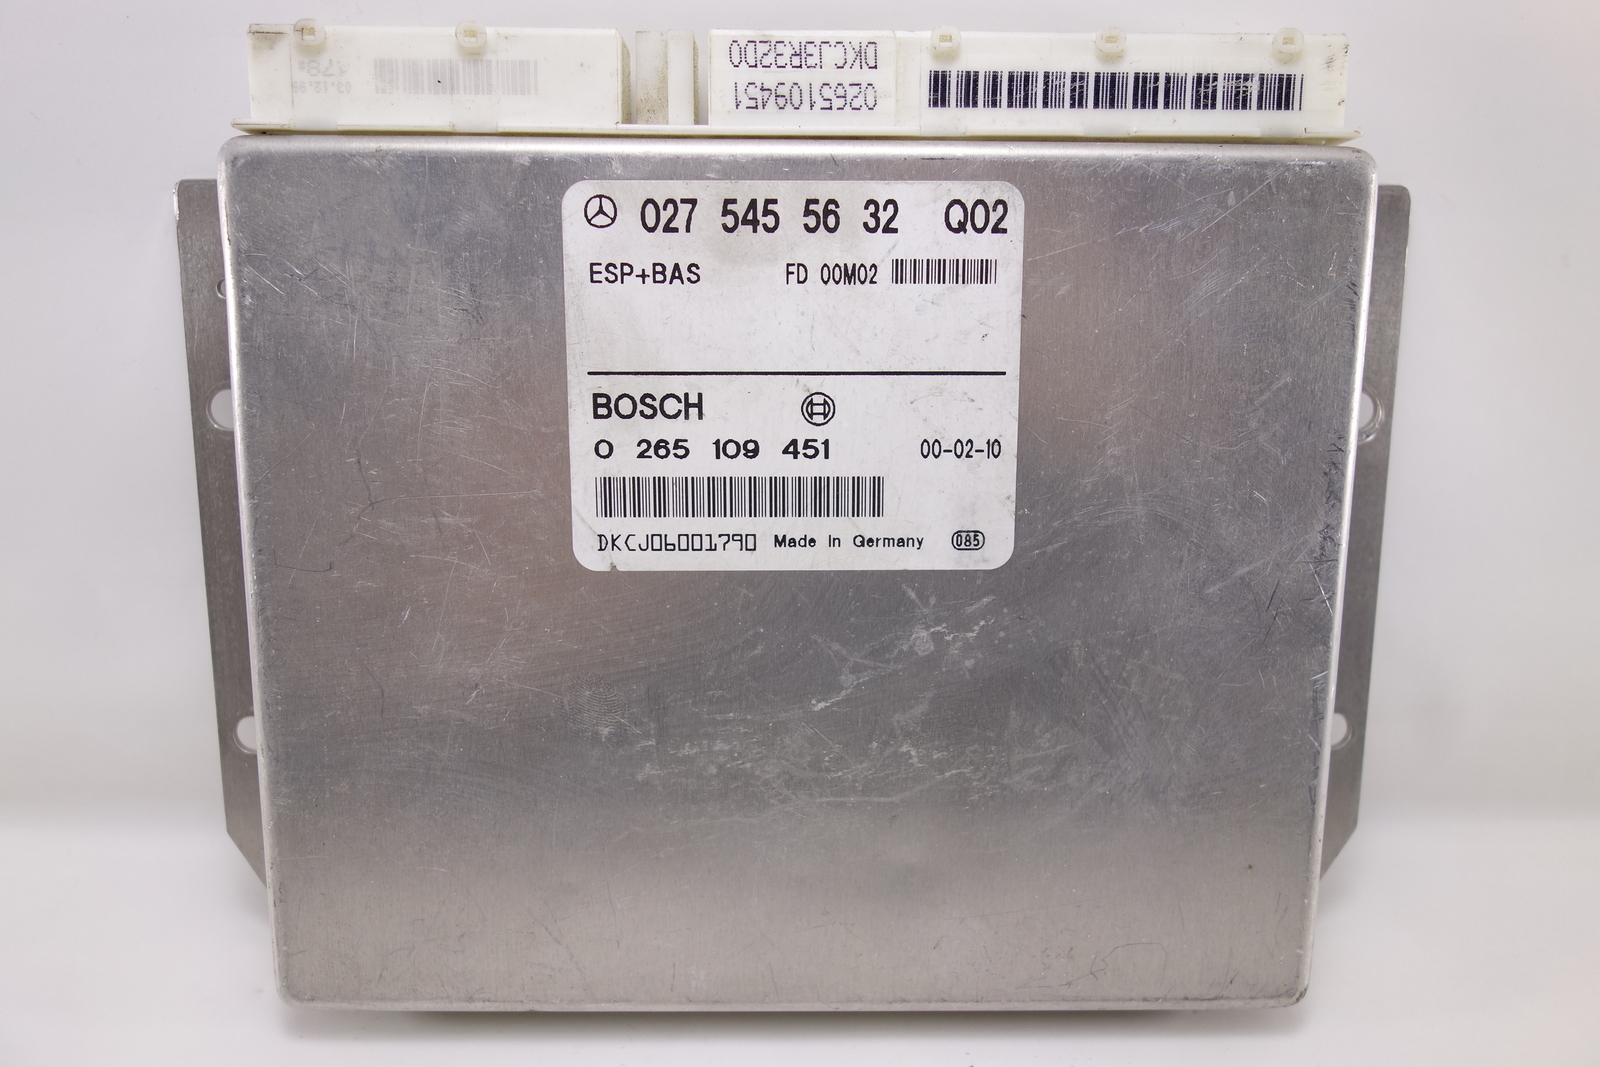 DKCJ3R32D0
0265109451
027 545 56 32 Q02
ESP+BAS FD 00M02
BOSCH
0 265 109 451 00-02-10
DKCJ06001790 Made In Germany 085